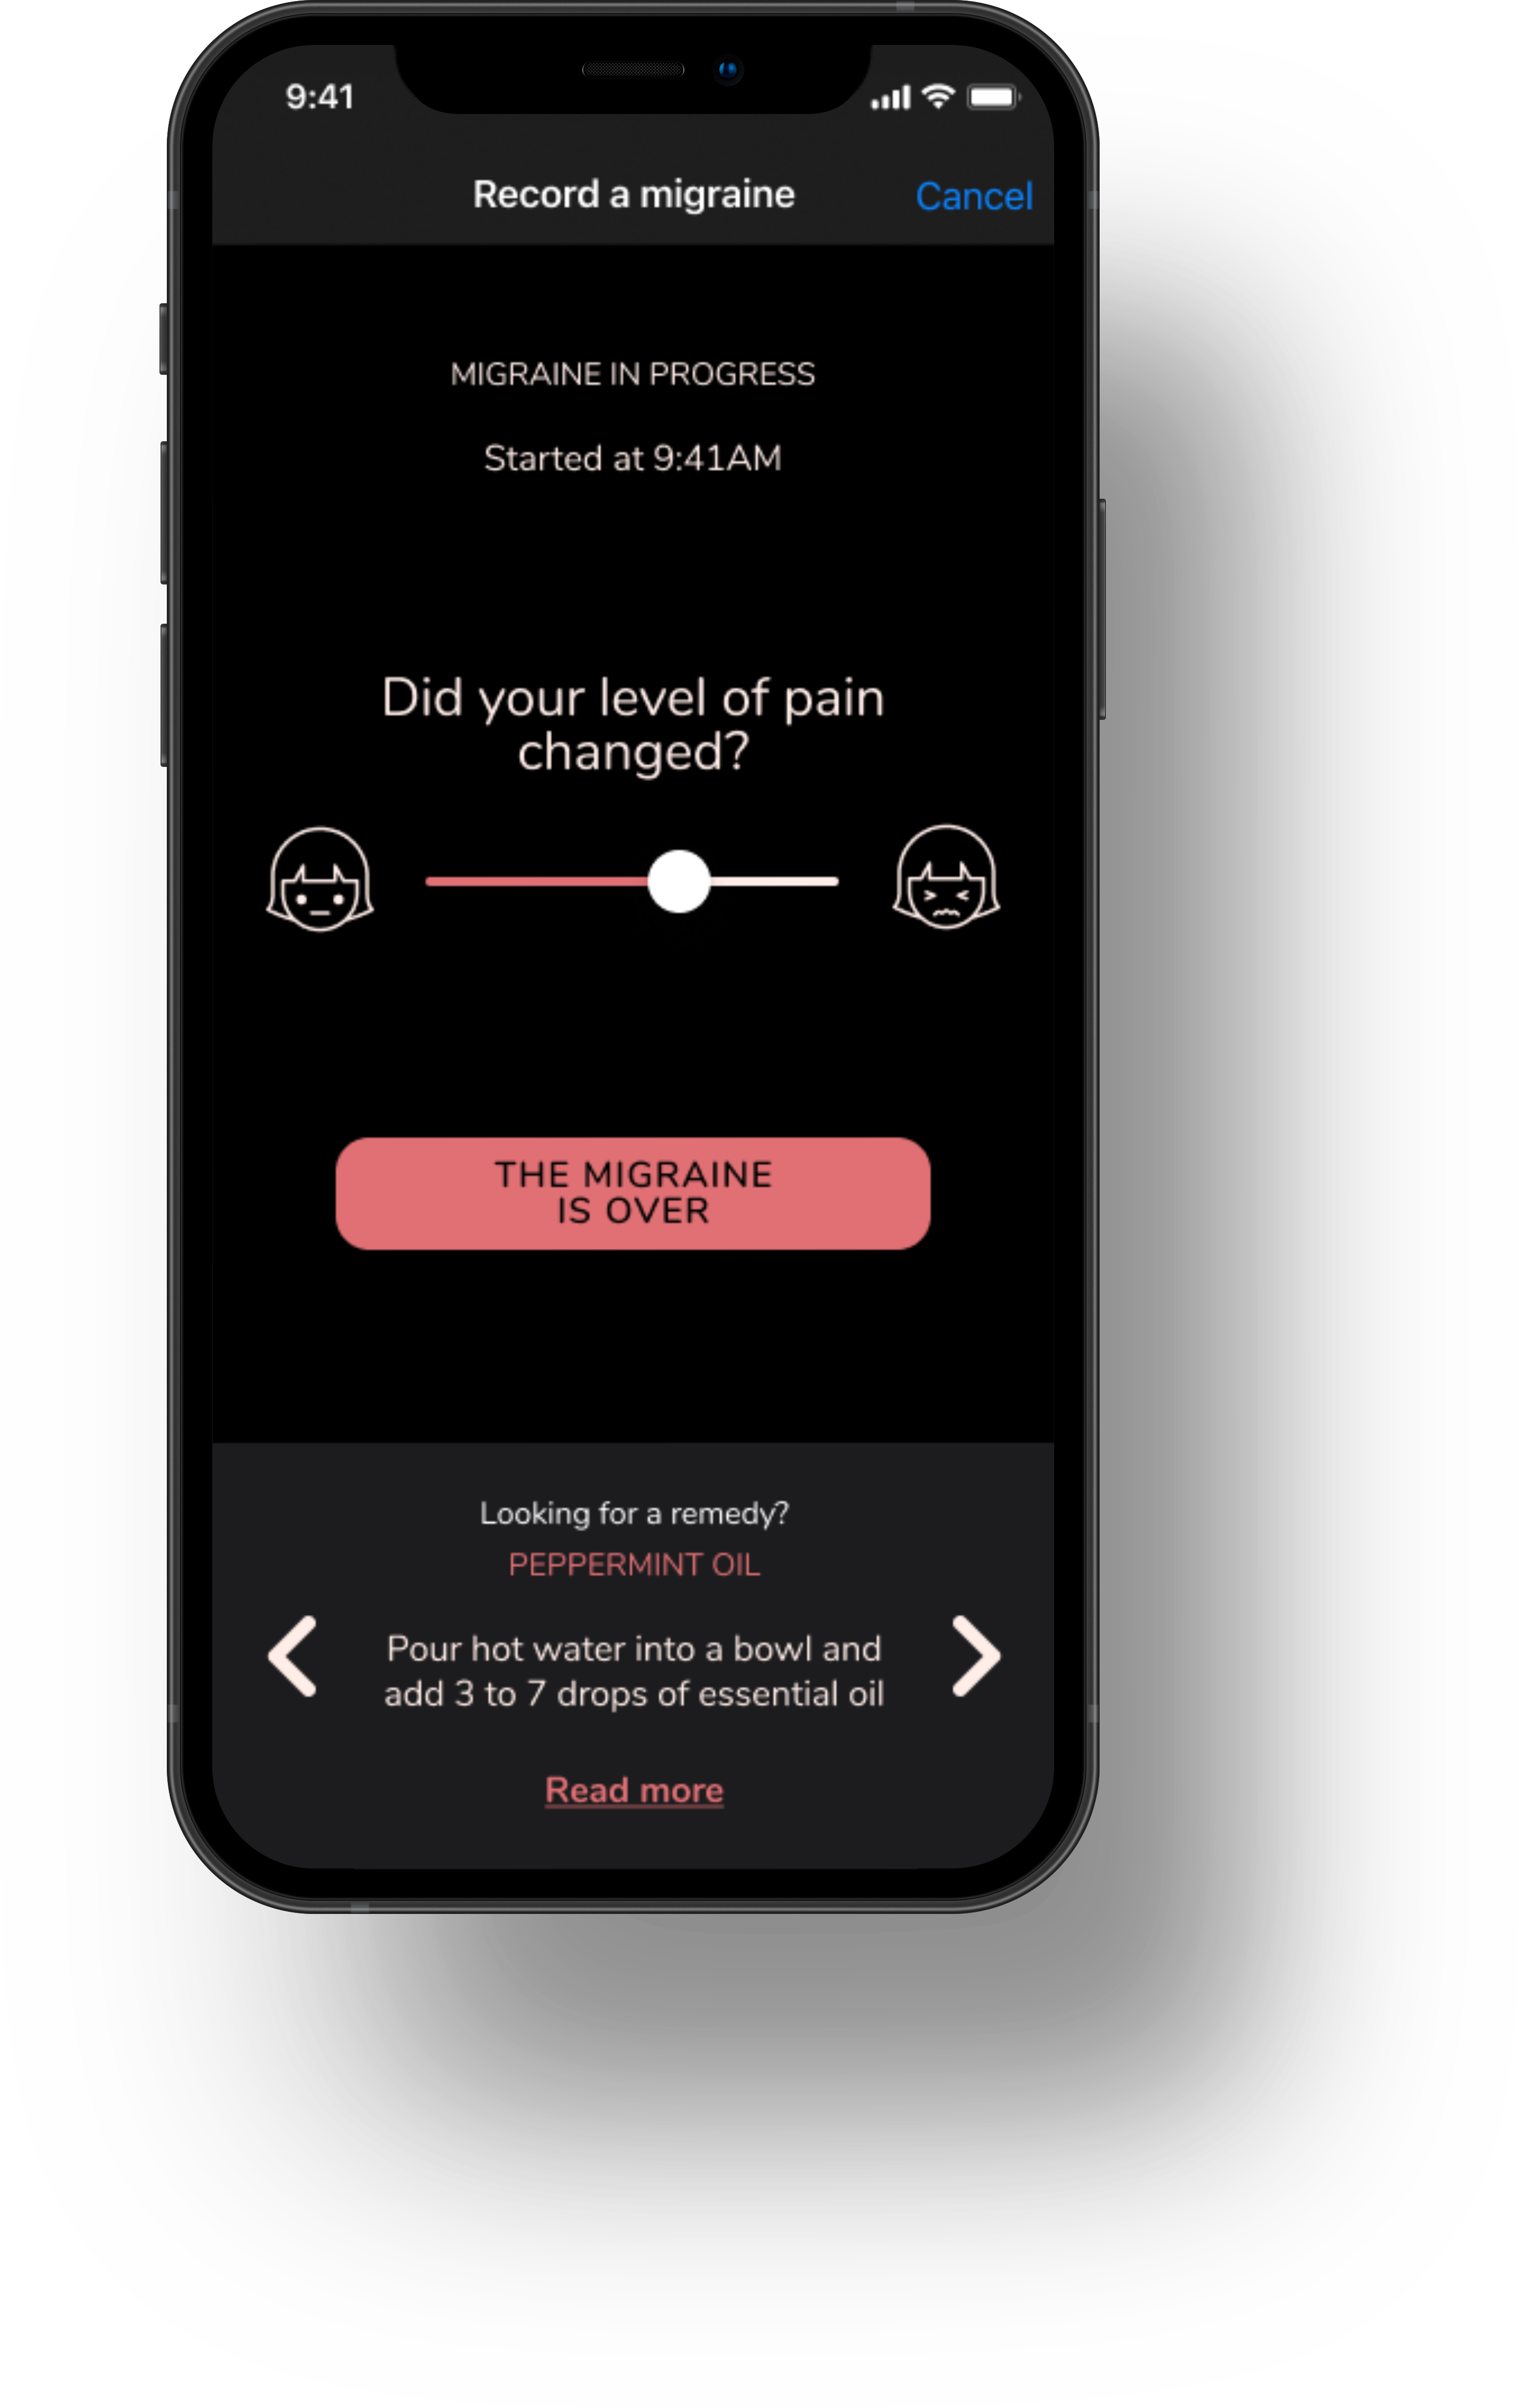 9:41
Record a migraine
Cancel
MIGRAINE IN PROGRESS
Started at 9:41AM
Did your level of pain
changed?
THE MIGRAINE
IS OVER
Looking for a remedy?
PEPPERMINT OIL
Pour hot water into a bowl and
add 3 to 7 drops of essential oil
Read more